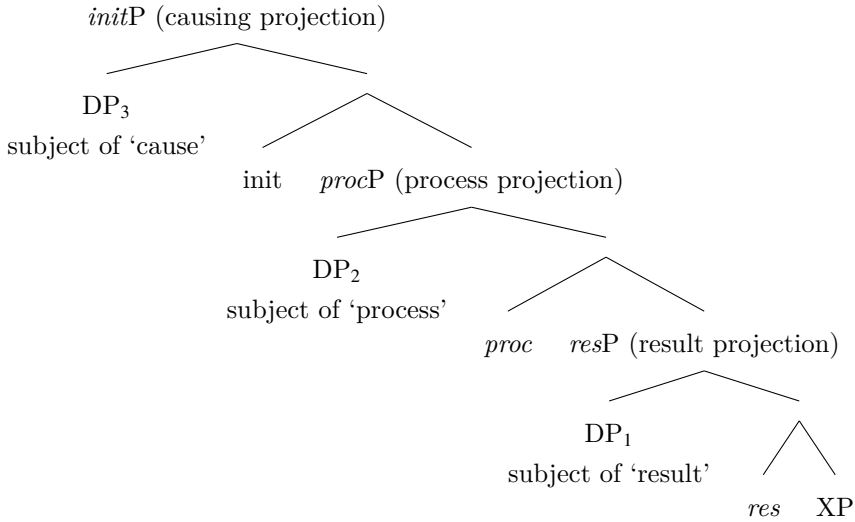 initP (causing projection)
DP₃
subject of ‘cause’
init procP (process projection)
DP₂
subject of ‘process’
proc resP (result projection)
DP₁
subject of ‘result’
res XP